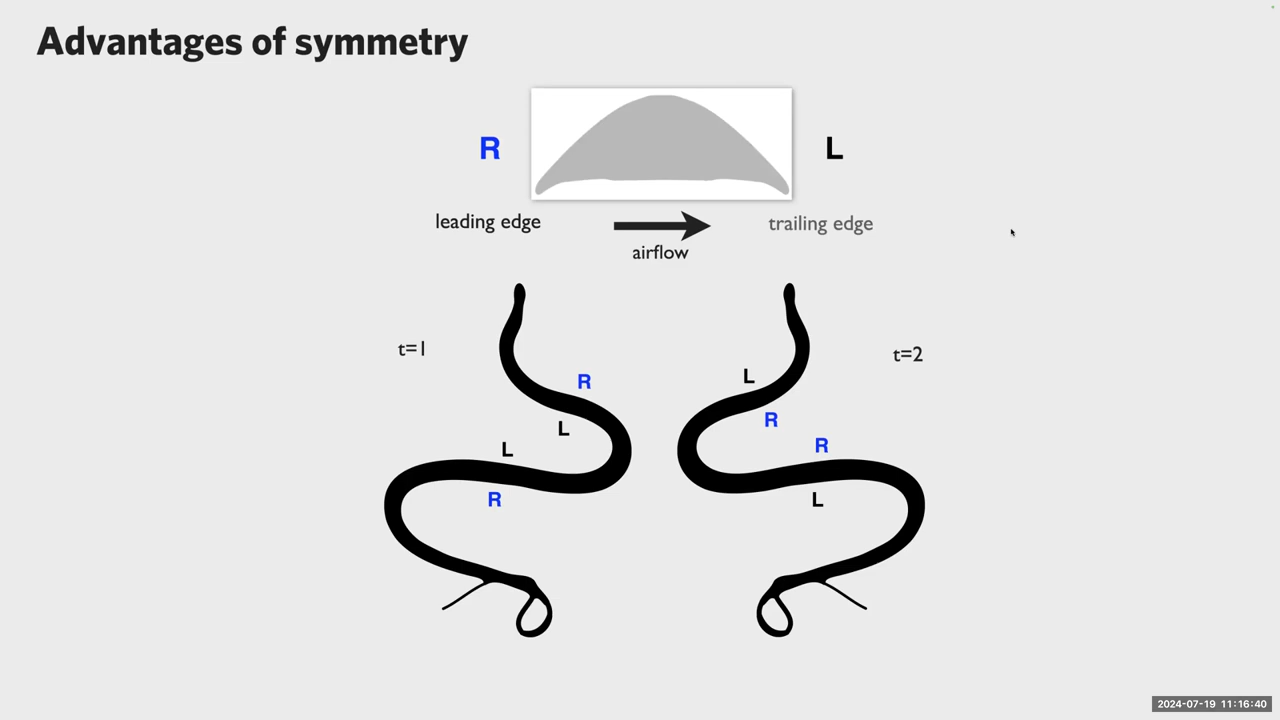 Advantages of symmetry
R
L
leading edge
trailing edge
airflow
t=1
t=2
R
L
L
R
L
R
R
L
2024-07-19 11:16:40